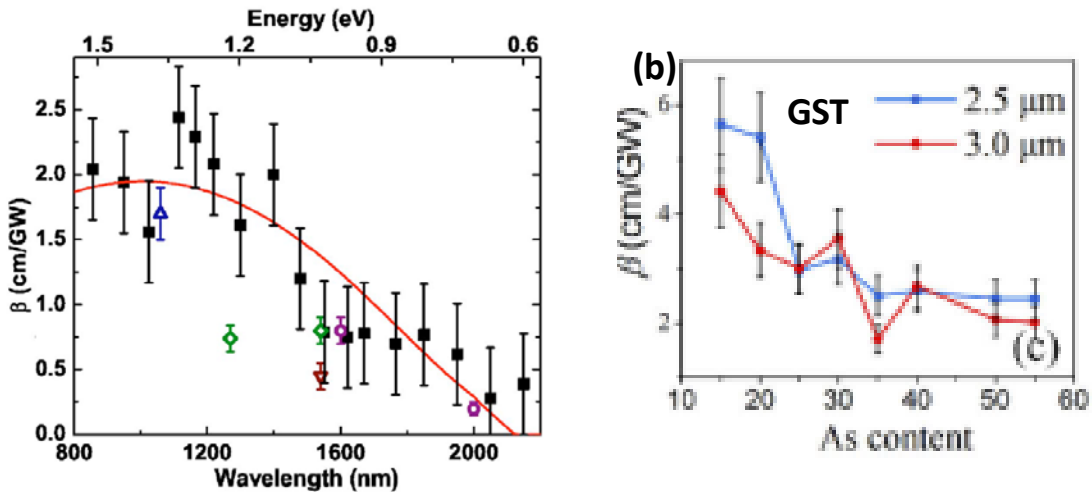 Energy (eV)
1.5 1.2 0.9 0.6
β (cm/GW)
2.5
2.0
1.5
1.0
0.5
0.0
800 1200 1600 2000
Wavelength (nm)
(b)
GST
2.5 μm
3.0 μm
β (cm/GW)
6
4
2
(c)
10 20 30 40 50 60
As content